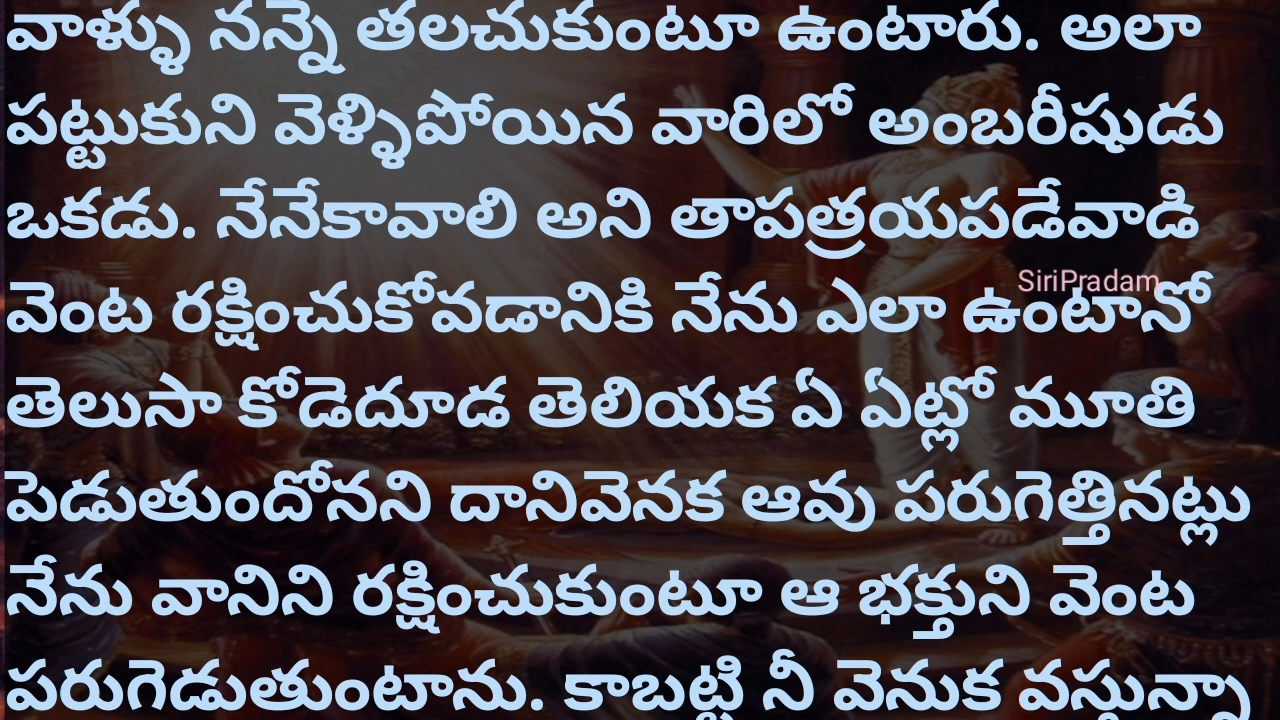 వాళ్ళు నన్నే తలచుకుంటూ ఉంటారు. అలా
పట్టుకుని వెళ్ళిపోయిన వారిలో అంబరీషుడు
ఒకడు. నేనేకావాలి అని తాపత్రయపడేవాడి
SiriPradam
వెంట రక్షించుకోవడానికి నేను ఎలా ఉంటానో
తెలుసా కోడెదూడ తెలియక ఏ ఏట్లో మూతి
పెడుతుందోనని దానివెనక ఆవు పరుగెత్తినట్లు
నేను వానిని రక్షించుకుంటూ ఆ భక్తుని వెంట
పరుగెడుతుంటాను. కాబట్టి నీ వెనుక వస్తున్నా